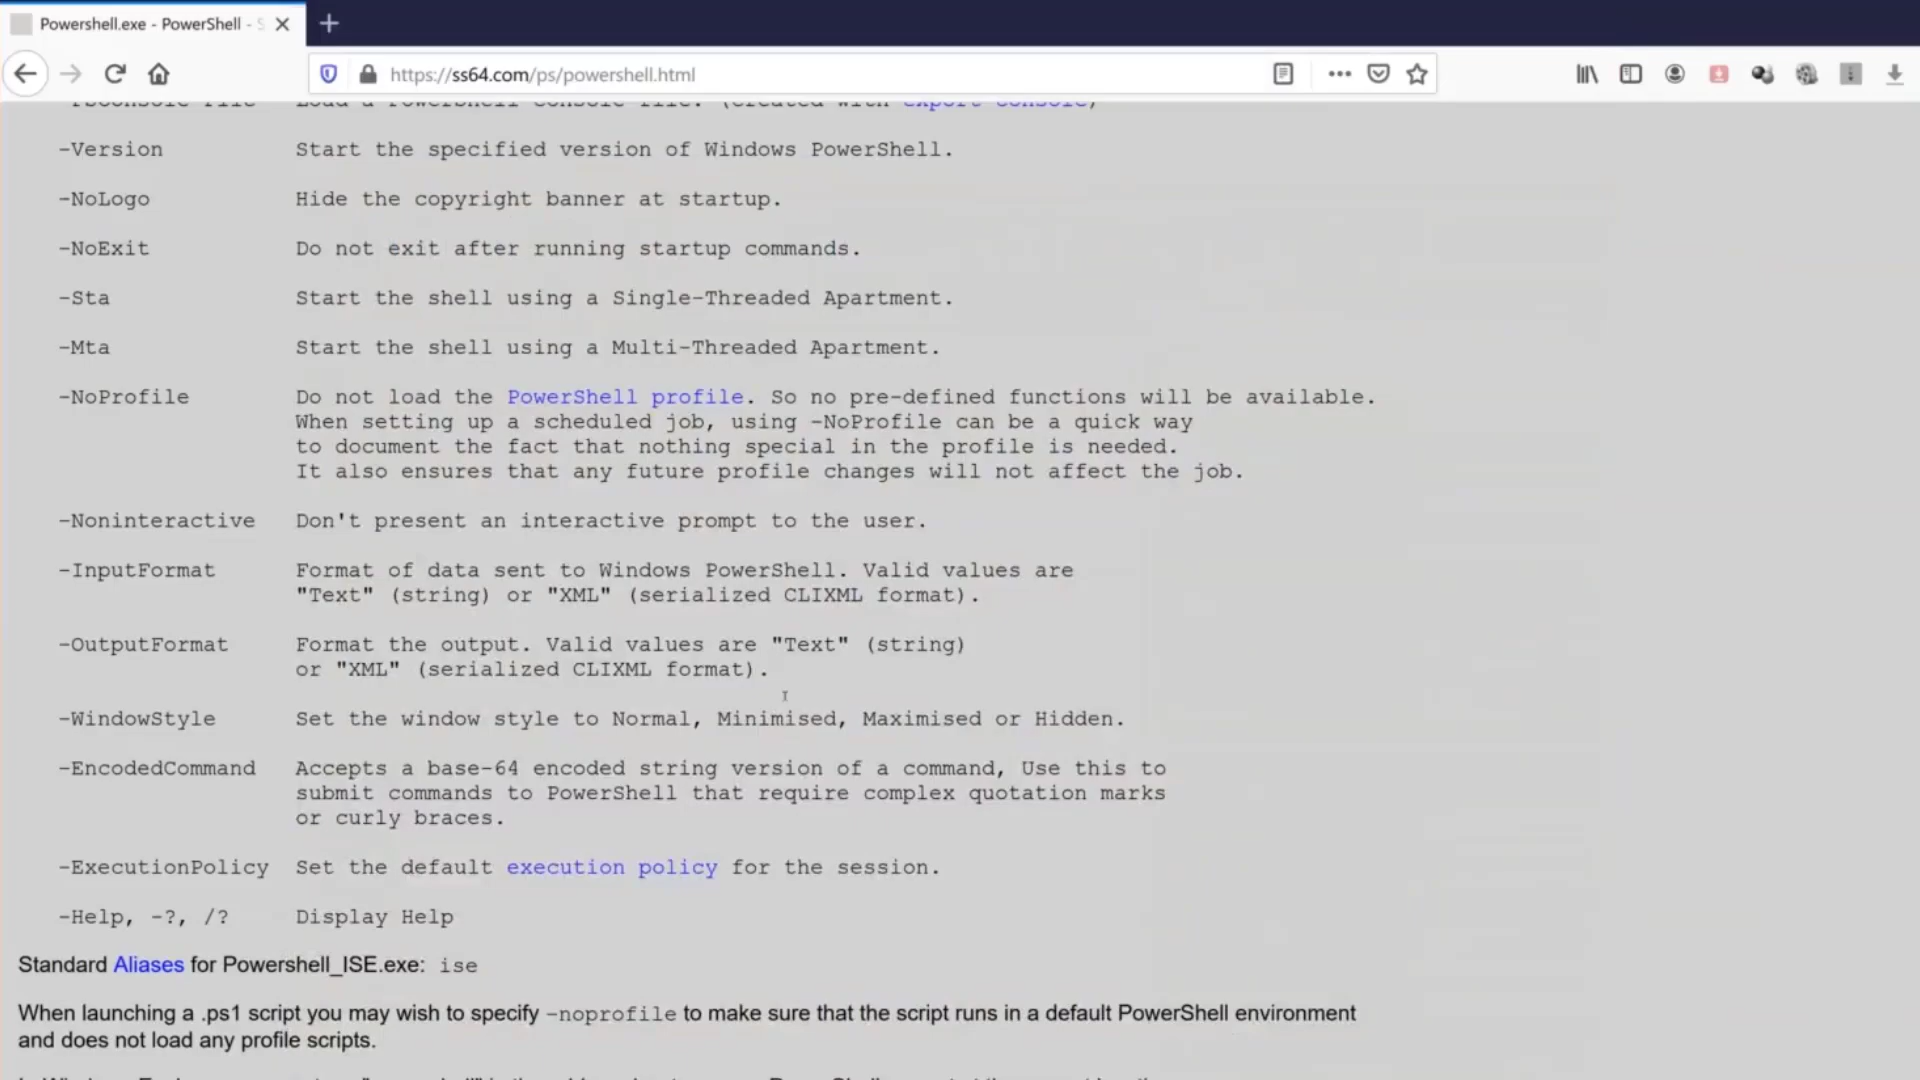 Powershell.exe - PowerShell -
https://ss64.com/ps/powershell.html
Load a PowerShell console file. (created with export-console)
-Version Start the specified version of Windows PowerShell.
-NoLogo Hide the copyright banner at startup.
-NoExit Do not exit after running startup commands.
-Sta Start the shell using a Single-Threaded Apartment.
-Mta Start the shell using a Multi-Threaded Apartment.
-NoProfile Do not load the PowerShell profile. So no pre-defined functions will be available.
When setting up a scheduled job, using -NoProfile can be a quick way
to document the fact that nothing special in the profile is needed.
It also ensures that any future profile changes will not affect the job.
-Noninteractive Don't present an interactive prompt to the user.
-InputFormat Format of data sent to Windows PowerShell. Valid values are
"Text" (string) or "XML" (serialized CLIXML format).
-OutputFormat Format the output. Valid values are "Text" (string)
or "XML" (serialized CLIXML format).
-WindowStyle Set the window style to Normal, Minimised, Maximised or Hidden.
-EncodedCommand Accepts a base-64 encoded string version of a command, Use this to
submit commands to PowerShell that require complex quotation marks
or curly braces.
-ExecutionPolicy Set the default execution policy for the session.
-Help, -?, /? Display Help
Standard Aliases for Powershell_ISE.exe: ise
When launching a .ps1 script you may wish to specify -noprofile to make sure that the script runs in a default PowerShell environment
and does not load any profile scripts.